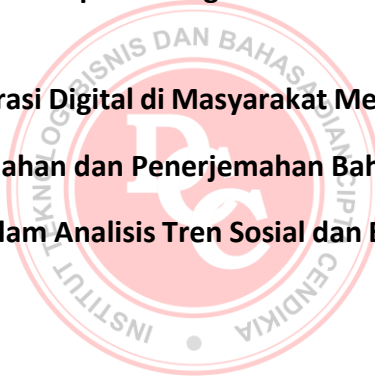 rasi Digital di Masyarakat Me
ahan dan Penerjemahan Bah
lam Analisis Tren Sosial dan
INSTITUT TEKNOLOGI BISNIS DAN BAHASA DIAN CIPTA CENDIKIA
DCC